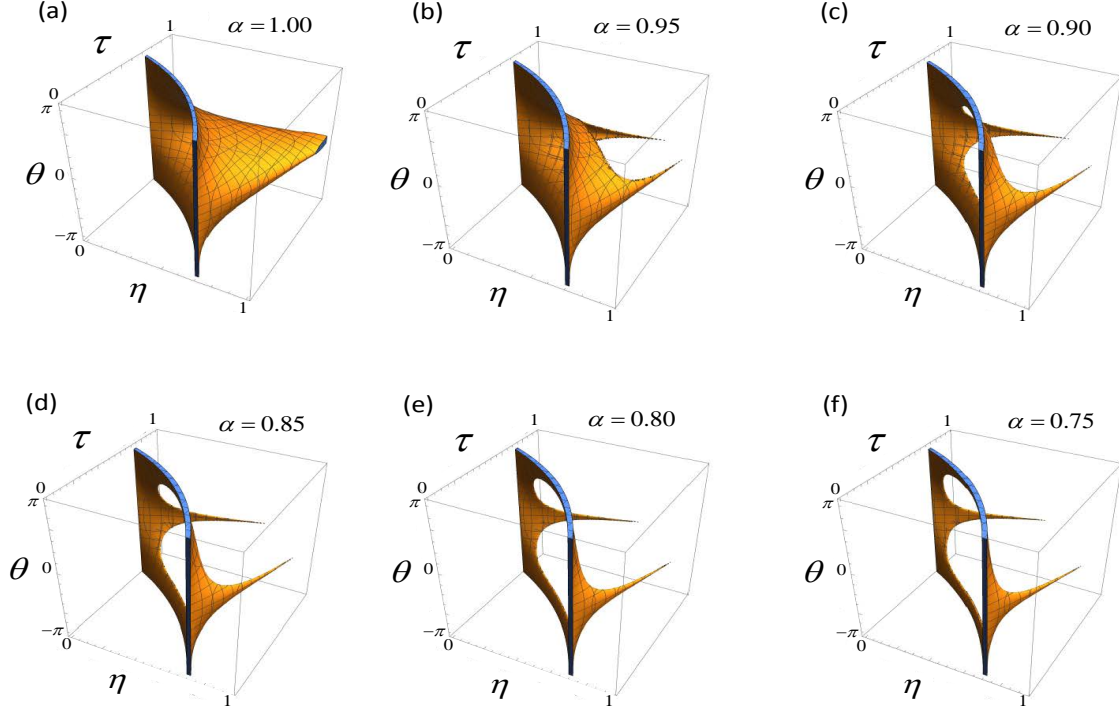 (a)
α = 1.00
1
τ
0
π
θ
0
−π
0
η
1
(b)
α = 0.95
1
τ
0
π
θ
0
−π
0
η
1
(c)
α = 0.90
1
τ
0
π
θ
0
−π
0
η
1
(d)
α = 0.85
1
τ
0
π
θ
0
−π
0
η
1
(e)
α = 0.80
1
τ
0
π
θ
0
−π
0
η
1
(f)
α = 0.75
1
τ
0
π
θ
0
−π
0
η
1